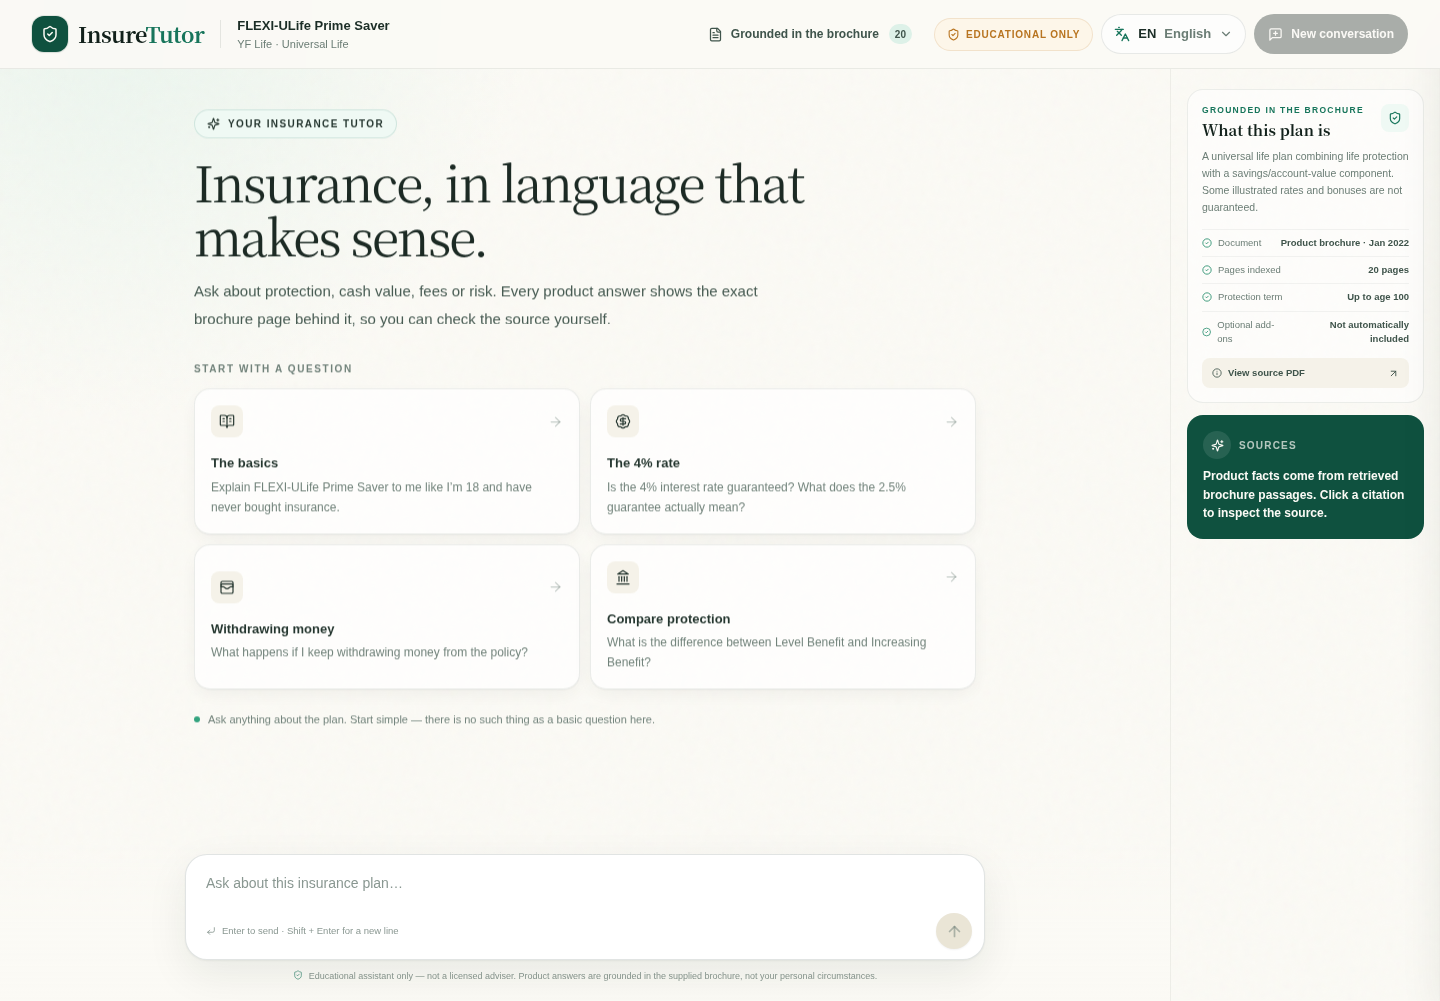 InsureTutor
FLEXI-ULife Prime Saver
YF Life · Universal Life
Grounded in the brochure 20
EDUCATIONAL ONLY
EN English
New conversation
YOUR INSURANCE TUTOR
Insurance, in language that
makes sense.
Ask about protection, cash value, fees or risk. Every product answer shows the exact
brochure page behind it, so you can check the source yourself.
START WITH A QUESTION
The basics
Explain FLEXI-ULife Prime Saver to me like I'm 18 and have
never bought insurance.
The 4% rate
Is the 4% interest rate guaranteed? What does the 2.5%
guarantee actually mean?
Withdrawing money
What happens if I keep withdrawing money from the policy?
Compare protection
What is the difference between Level Benefit and Increasing
Benefit?
Ask anything about the plan. Start simple — there is no such thing as a basic question here.
Ask about this insurance plan…
Enter to send · Shift + Enter for a new line
Educational assistant only — not a licensed adviser. Product answers are grounded in the supplied brochure, not your personal circumstances.
GROUNDED IN THE BROCHURE
What this plan is
A universal life plan combining life protection
with a savings/account-value component.
Some illustrated rates and bonuses are not
guaranteed.
Document Product brochure · Jan 2022
Pages indexed 20 pages
Protection term Up to age 100
Optional add-
ons
Not automatically
included
View source PDF
SOURCES
Product facts come from retrieved
brochure passages. Click a citation
to inspect the source.